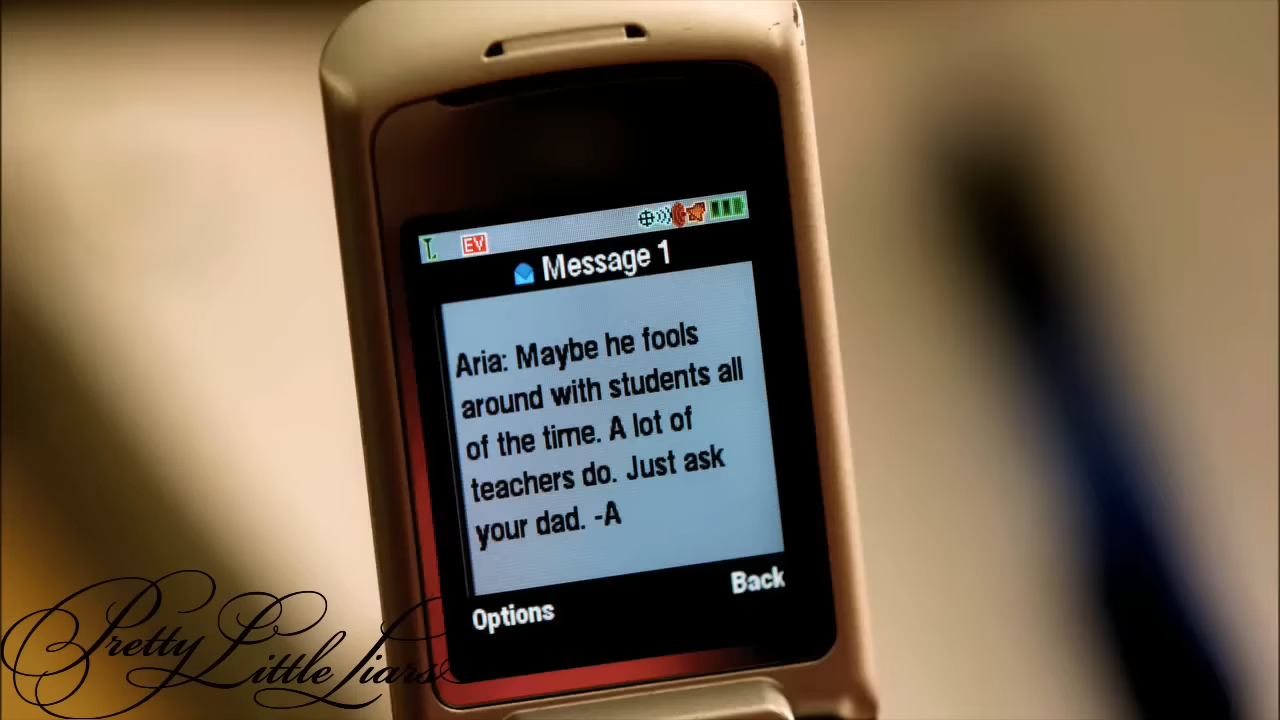 EV
Message 1
Aria: Maybe he fools
around with students all
of the time. A lot of
teachers do. Just ask
your dad. -A
Options
Back
Pretty Little Liars